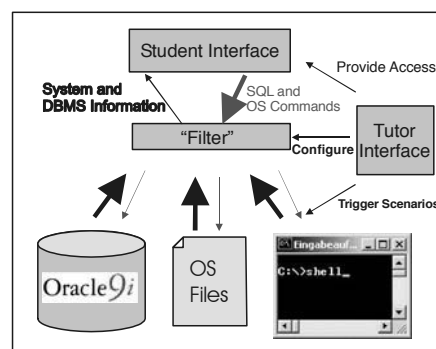 Student Interface
System and
DBMS Information
SQL and
OS Commands
Provide Access
"Filter"
Configure
Tutor
Interface
Trigger Scenarios
Oracle9i
OS
Files
Eingabeauf...
C:\>shell_